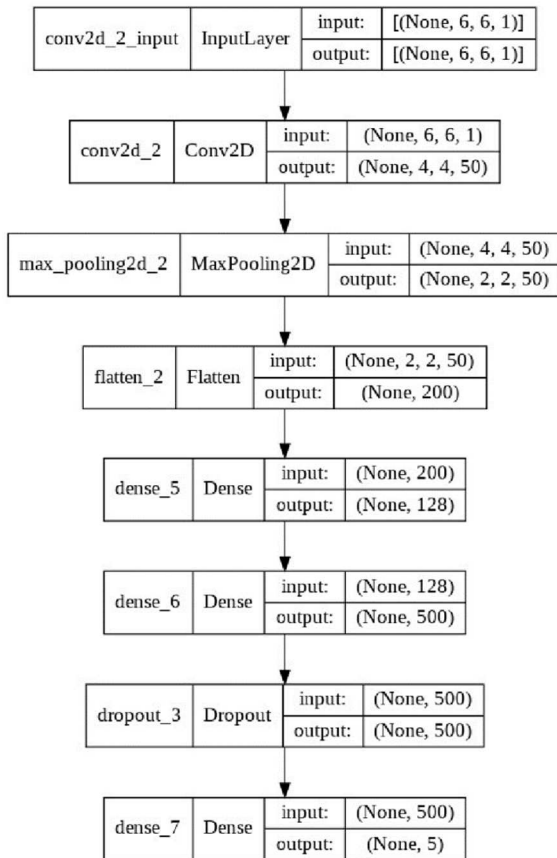 conv2d_2_input InputLayer input: [(None, 6, 6, 1)]
output: [(None, 6, 6, 1)]
conv2d_2 Conv2D input: (None, 6, 6, 1)
output: (None, 4, 4, 50)
max_pooling2d_2 MaxPooling2D input: (None, 4, 4, 50)
output: (None, 2, 2, 50)
flatten_2 Flatten input: (None, 2, 2, 50)
output: (None, 200)
dense_5 Dense input: (None, 200)
output: (None, 128)
dense_6 Dense input: (None, 128)
output: (None, 500)
dropout_3 Dropout input: (None, 500)
output: (None, 500)
dense_7 Dense input: (None, 500)
output: (None, 5)